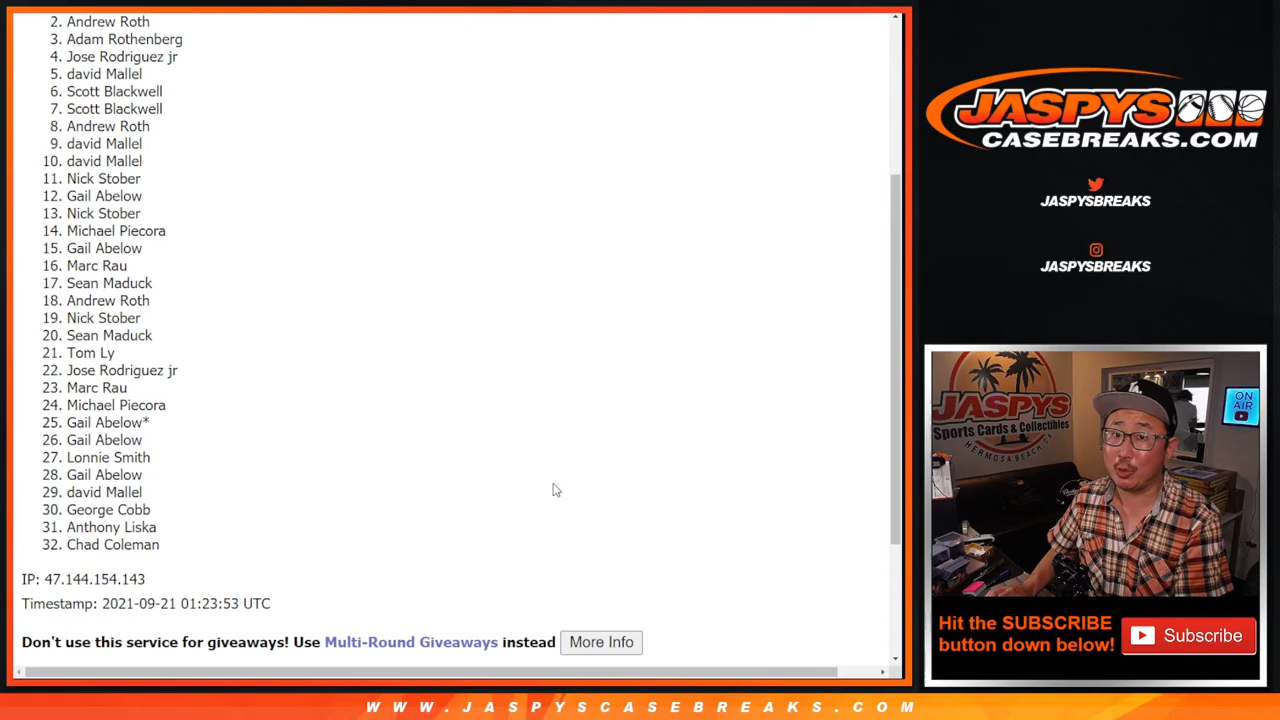 2. Andrew Roth
3. Adam Rothenberg
4. Jose Rodriguez jr
5. david Mallel
6. Scott Blackwell
7. Scott Blackwell
8. Andrew Roth
9. david Mallel
10. david Mallel
11. Nick Stober
12. Gail Abelow
13. Nick Stober
14. Michael Piecora
15. Gail Abelow
16. Marc Rau
17. Sean Maduck
18. Andrew Roth
19. Nick Stober
20. Sean Maduck
21. Tom Ly
22. Jose Rodriguez jr
23. Marc Rau
24. Michael Piecora
25. Gail Abelow*
26. Gail Abelow
27. Lonnie Smith
28. Gail Abelow
29. david Mallel
30. George Cobb
31. Anthony Liska
32. Chad Coleman
IP: 47.144.154.143
Timestamp: 2021-09-21 01:23:53 UTC
Don't use this service for giveaways! Use Multi-Round Giveaways instead More Info
JASPYS
CASEBREAKS.COM
JASPYSBREAKS
JASPYSBREAKS
JASPYS
Sports Cards & Collectibles
HERMOSA BEACH, CA
ON
AIR
LA
Hit the SUBSCRIBE
button down below!
Subscribe
WWW.JASPYSCASEBREAKS.COM